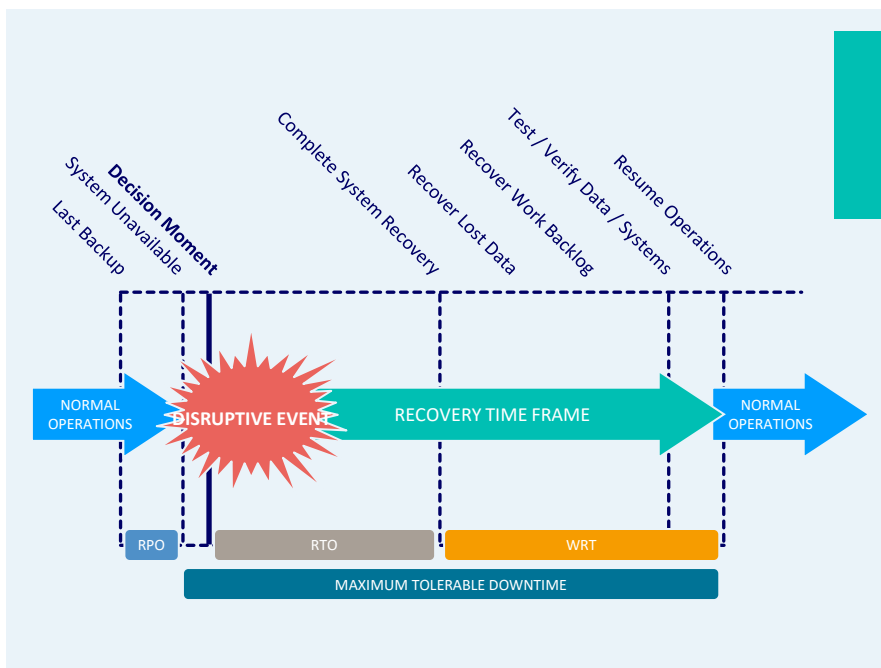 Last Backup
System Unavailable
Decision Moment
Complete System Recovery
Recover Lost Data
Recover Work Backlog
Test / Verify Data / Systems
Resume Operations
NORMAL
OPERATIONS
DISRUPTIVE EVENT
RECOVERY TIME FRAME
NORMAL
OPERATIONS
RPO
RTO
WRT
MAXIMUM TOLERABLE DOWNTIME